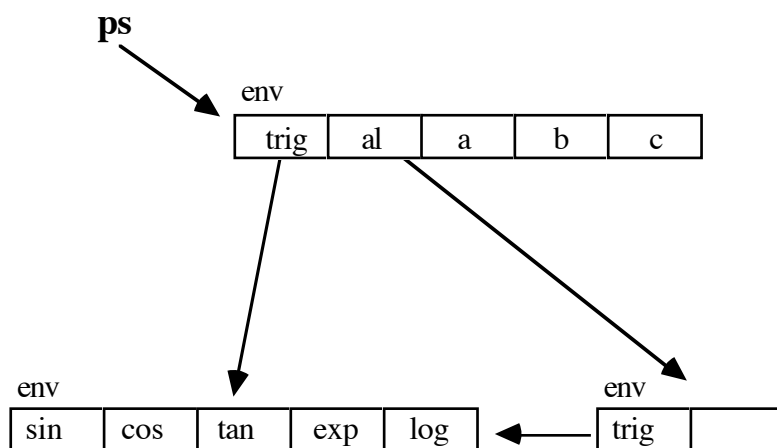 ps
env
trig al a b c
env env
sin cos tan exp log trig